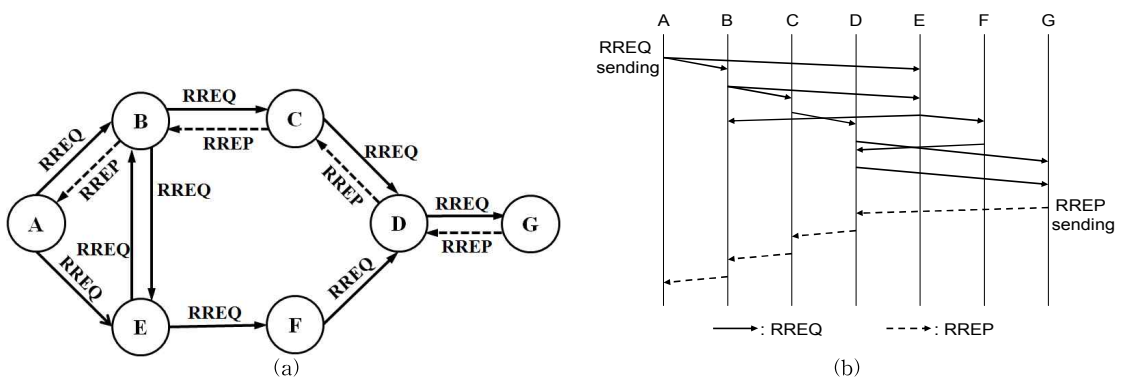 RREQ
B
RREP
C
RREQ
RREP
RREQ
RREQ
RREP
A
RREQ
RREQ
D
RREQ
RREP
G
RREQ
RREQ
E
RREQ
F
(a)
A B C D E F G
RREQ
sending
RREP
sending
: RREQ
: RREP
(b)